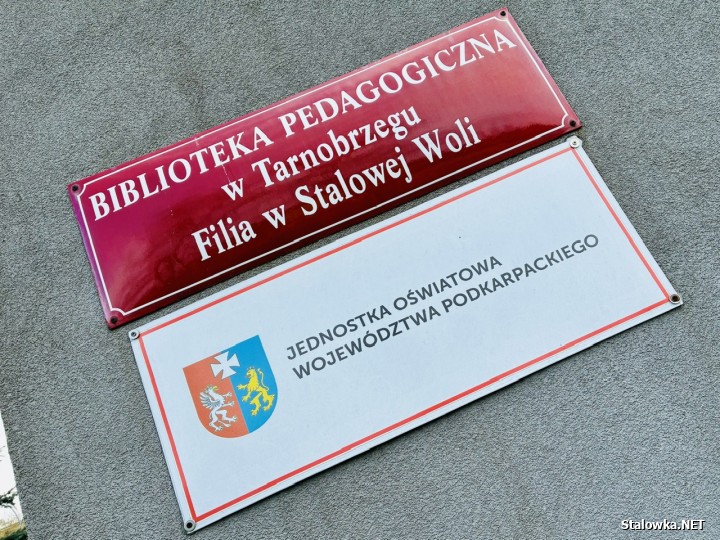 BIBLIOTEKA PEDAGOGICZNA
w Tarnobrzegu
Filia w Stalowej Woli
JEDNOSTKA OŚWIATOWA
WOJEWÓDZTWA PODKARPACKIEGO
Stalowka.NET